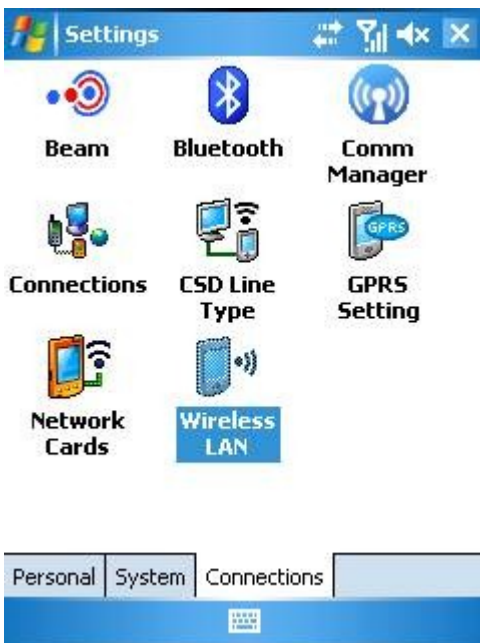 Settings
Beam
Bluetooth
Comm
Manager
Connections
CSD Line
Type
GPRS
GPRS
Setting
Network
Cards
Wireless
LAN
Personal
System
Connections